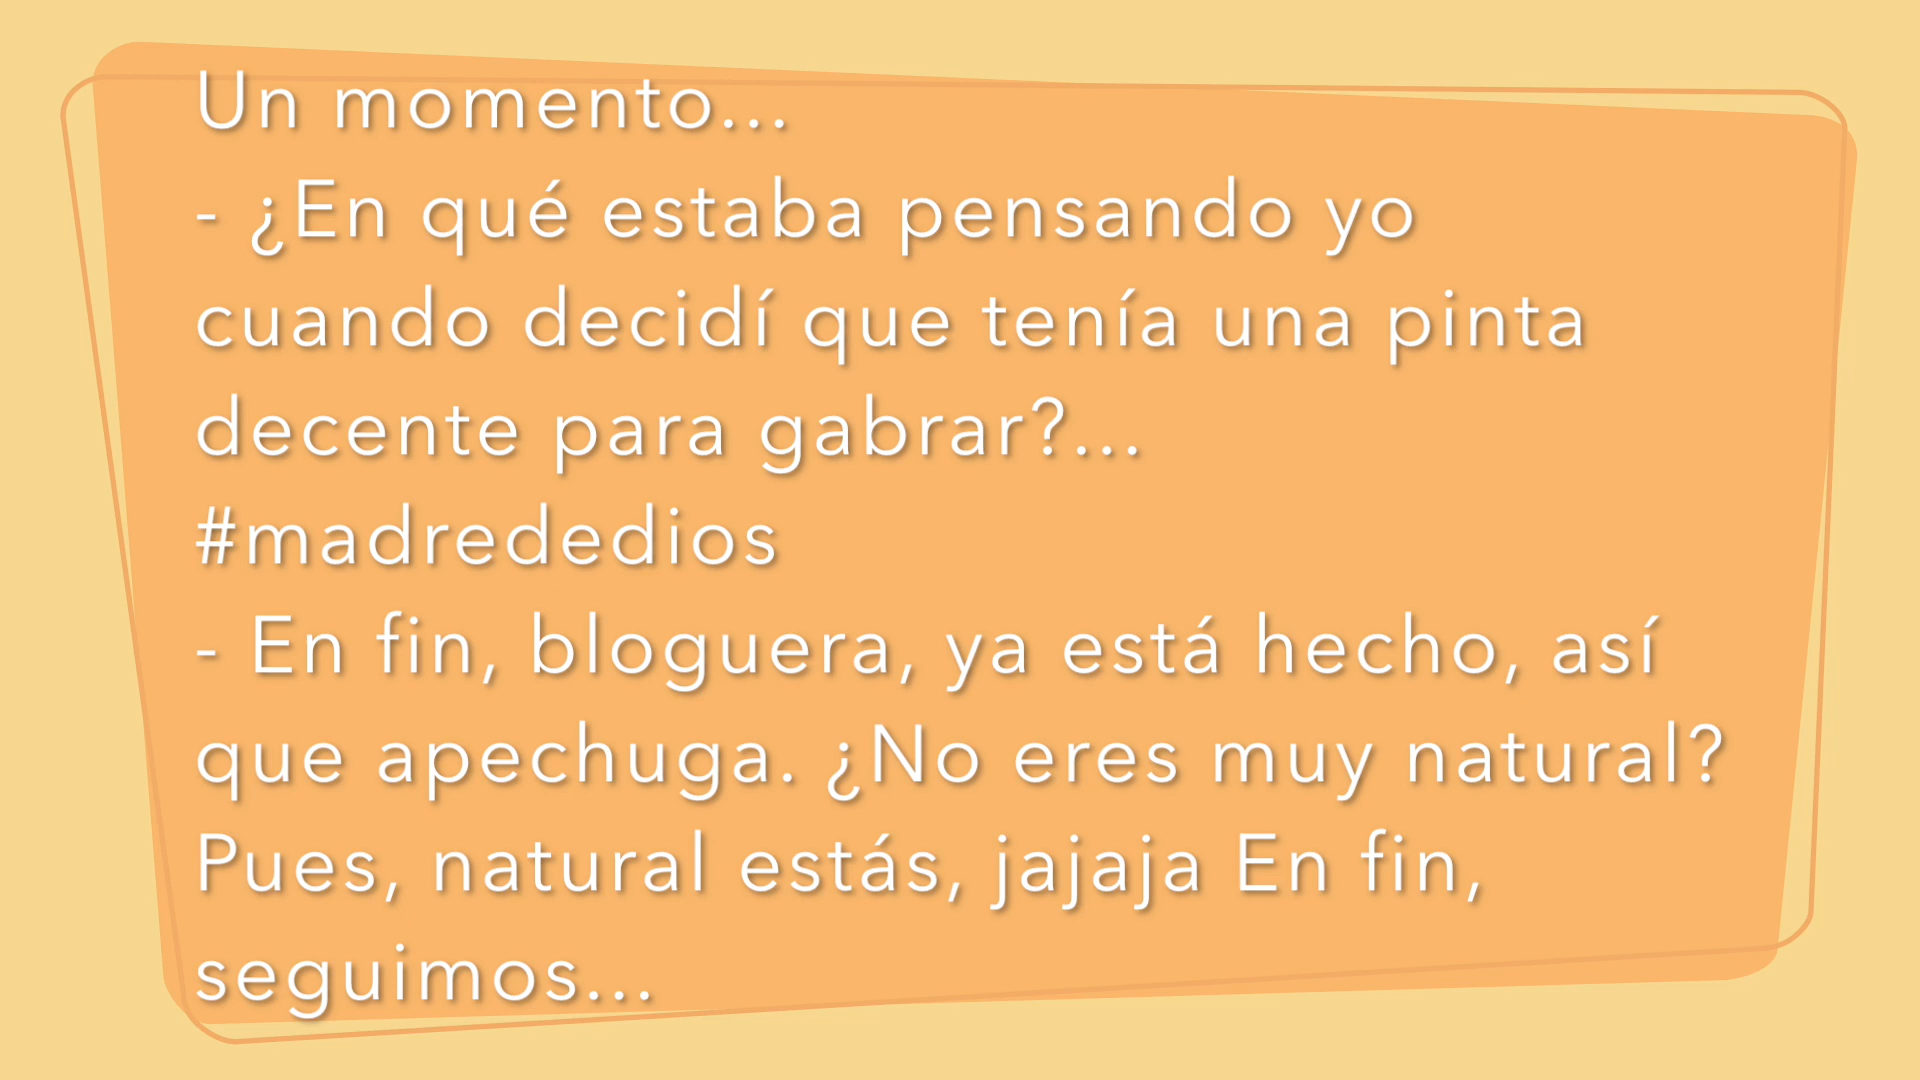 Un momento...
- ¿En qué estaba pensando yo
cuando decidí que tenía una pinta
decente para gabrar?...
#madrededios
- En fin, bloguera, ya está hecho, así
que apechuga. ¿No eres muy natural?
Pues, natural estás, jajaja En fin,
seguimos...